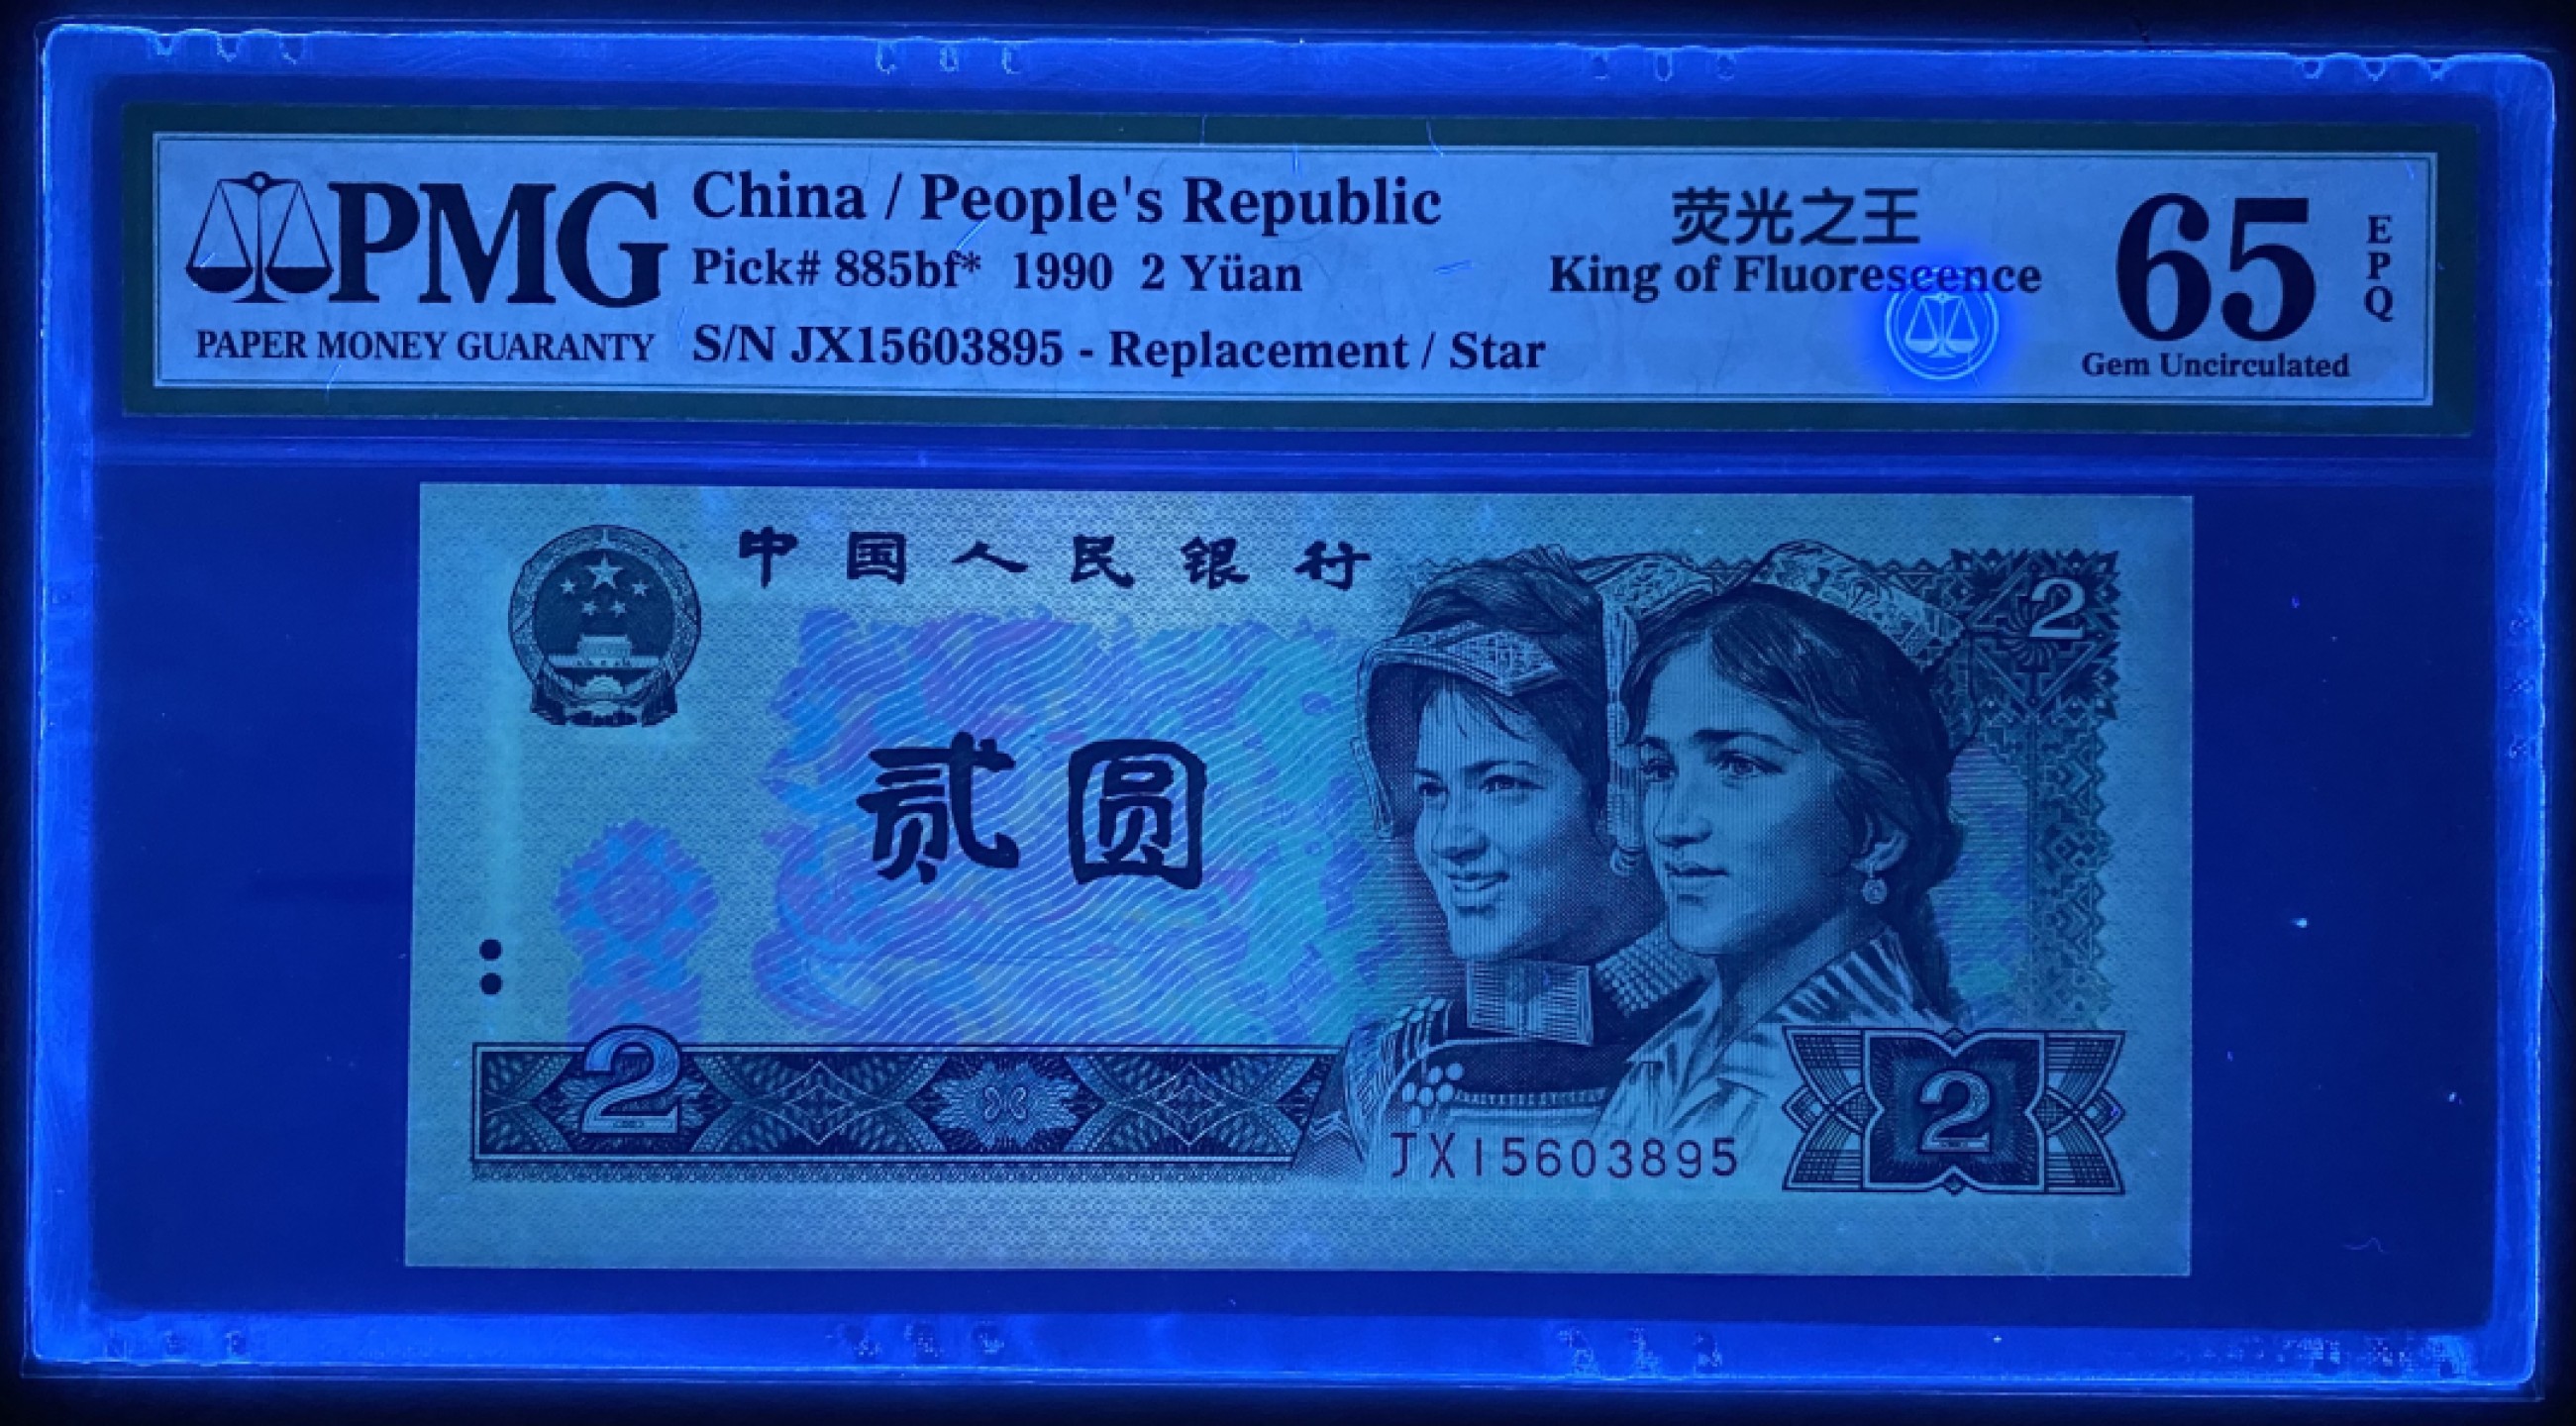 PMG
PAPER MONEY GUARANTY
China / People's Republic
Pick# 885bf* 1990 2 Yüan
S/N JX15603895 - Replacement / Star
荧光之王
King of Fluorescence
65
EPQ
Gem Uncirculated
中国人民银行
2
贰圆
2
2
JX15603895